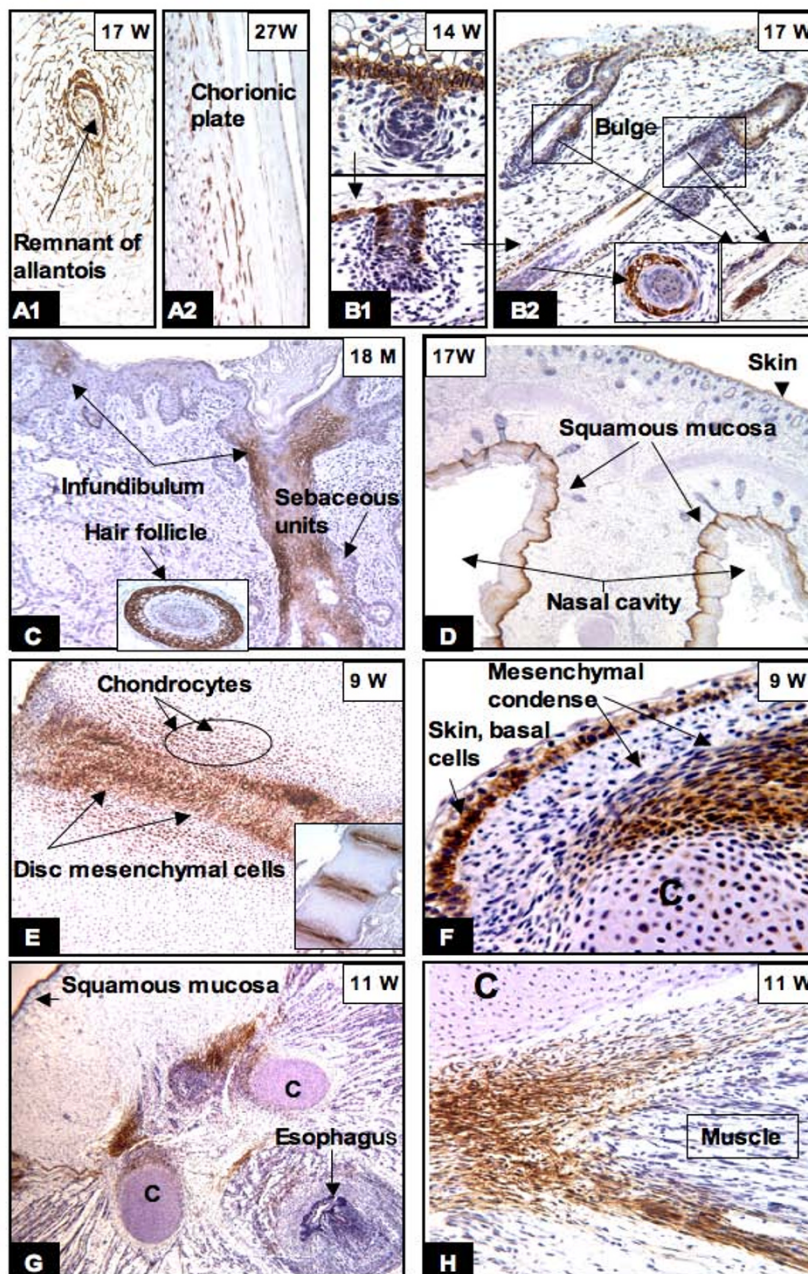 17 W
Remnant of
allantois
A1
27W
Chorionic
plate
A2
14 W
B1
17 W
Bulge
B2
18 M
Infundibulum
Sebaceous
units
Hair follicle
C
17W
Skin
Squamous mucosa
Nasal cavity
D
9 W
Chondrocytes
Disc mesenchymal cells
E
9 W
Mesenchymal
condense
Skin, basal
cells
C
F
11 W
Squamous mucosa
C
C
Esophagus
G
11 W
C
Muscle
H